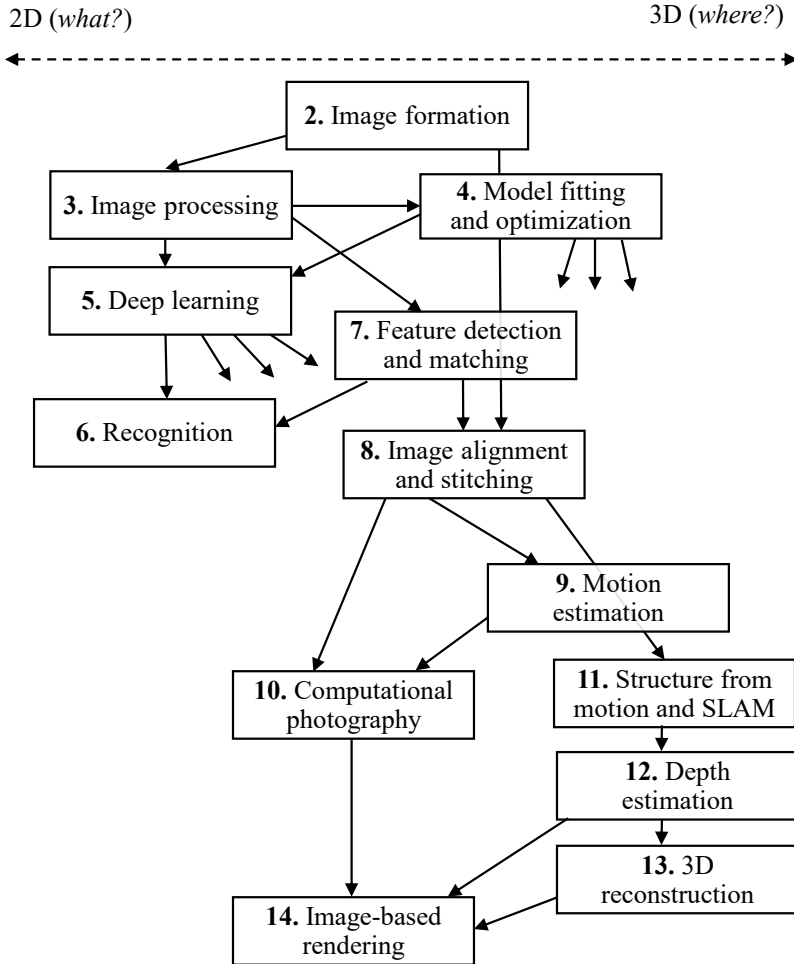 2D (what?)
3D (where?)
2. Image formation
3. Image processing
4. Model fitting
and optimization
5. Deep learning
7. Feature detection
and matching
6. Recognition
8. Image alignment
and stitching
9. Motion
estimation
10. Computational
photography
11. Structure from
motion and SLAM
12. Depth
estimation
13. 3D
reconstruction
14. Image-based
rendering